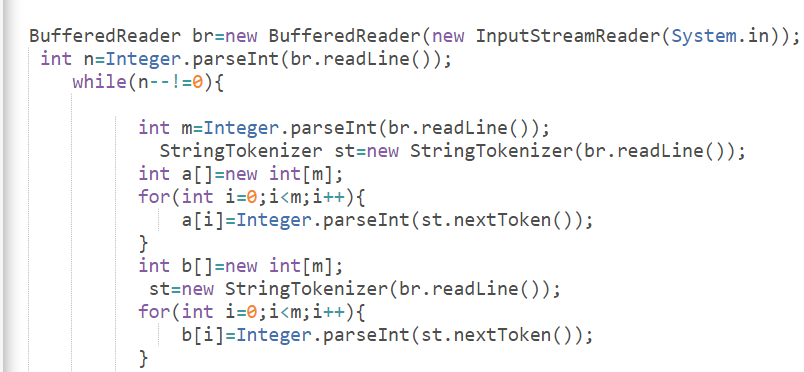 BufferedReader br=new BufferedReader(new InputStreamReader(System.in));
int n=Integer.parseInt(br.readLine());
while(n--!=0){
int m=Integer.parseInt(br.readLine());
StringTokenizer st=new StringTokenizer(br.readLine());
int a[]=new int[m];
for(int i=0;i<m;i++){
a[i]=Integer.parseInt(st.nextToken());
}
int b[]=new int[m];
st=new StringTokenizer(br.readLine());
for(int i=0;i<m;i++){
b[i]=Integer.parseInt(st.nextToken());
}